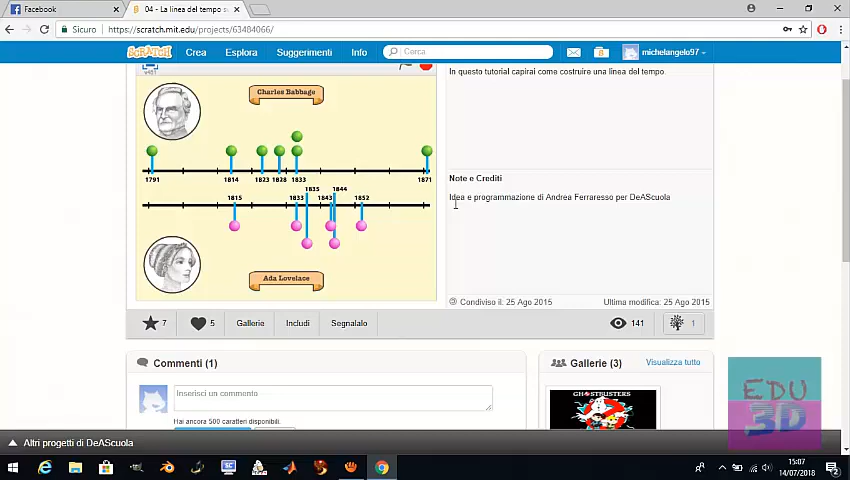 Facebook
04 - La linea del tempo s
Sicuro
https://scratch.mit.edu/projects/63484066/
SCRATCH
Crea
Esplora
Suggerimenti
Info
Cerca
michelangelo97
v461
Charles Babbage
1791
1814
1823
1828
1833
1871
1835
1844
1815
1833
1843
1852
Ada Lovelace
In questo tutorial capirai come costruire una linea del tempo.
Note e Crediti
Idea e programmazione di Andrea Ferraresso per DeAScuola
Condiviso il: 25 Ago 2015
Ultima modifica: 25 Ago 2015
7
5
Gallerie
Includi
Segnalalo
141
1
Commenti (1)
Inserisci un commento
Hai ancora 500 caratteri disponibili.
Gallerie (3)
Visualizza tutto
GHOSTBUSTERS
EDU
3D
Altri progetti di DeAScuola
15:07
14/07/2018